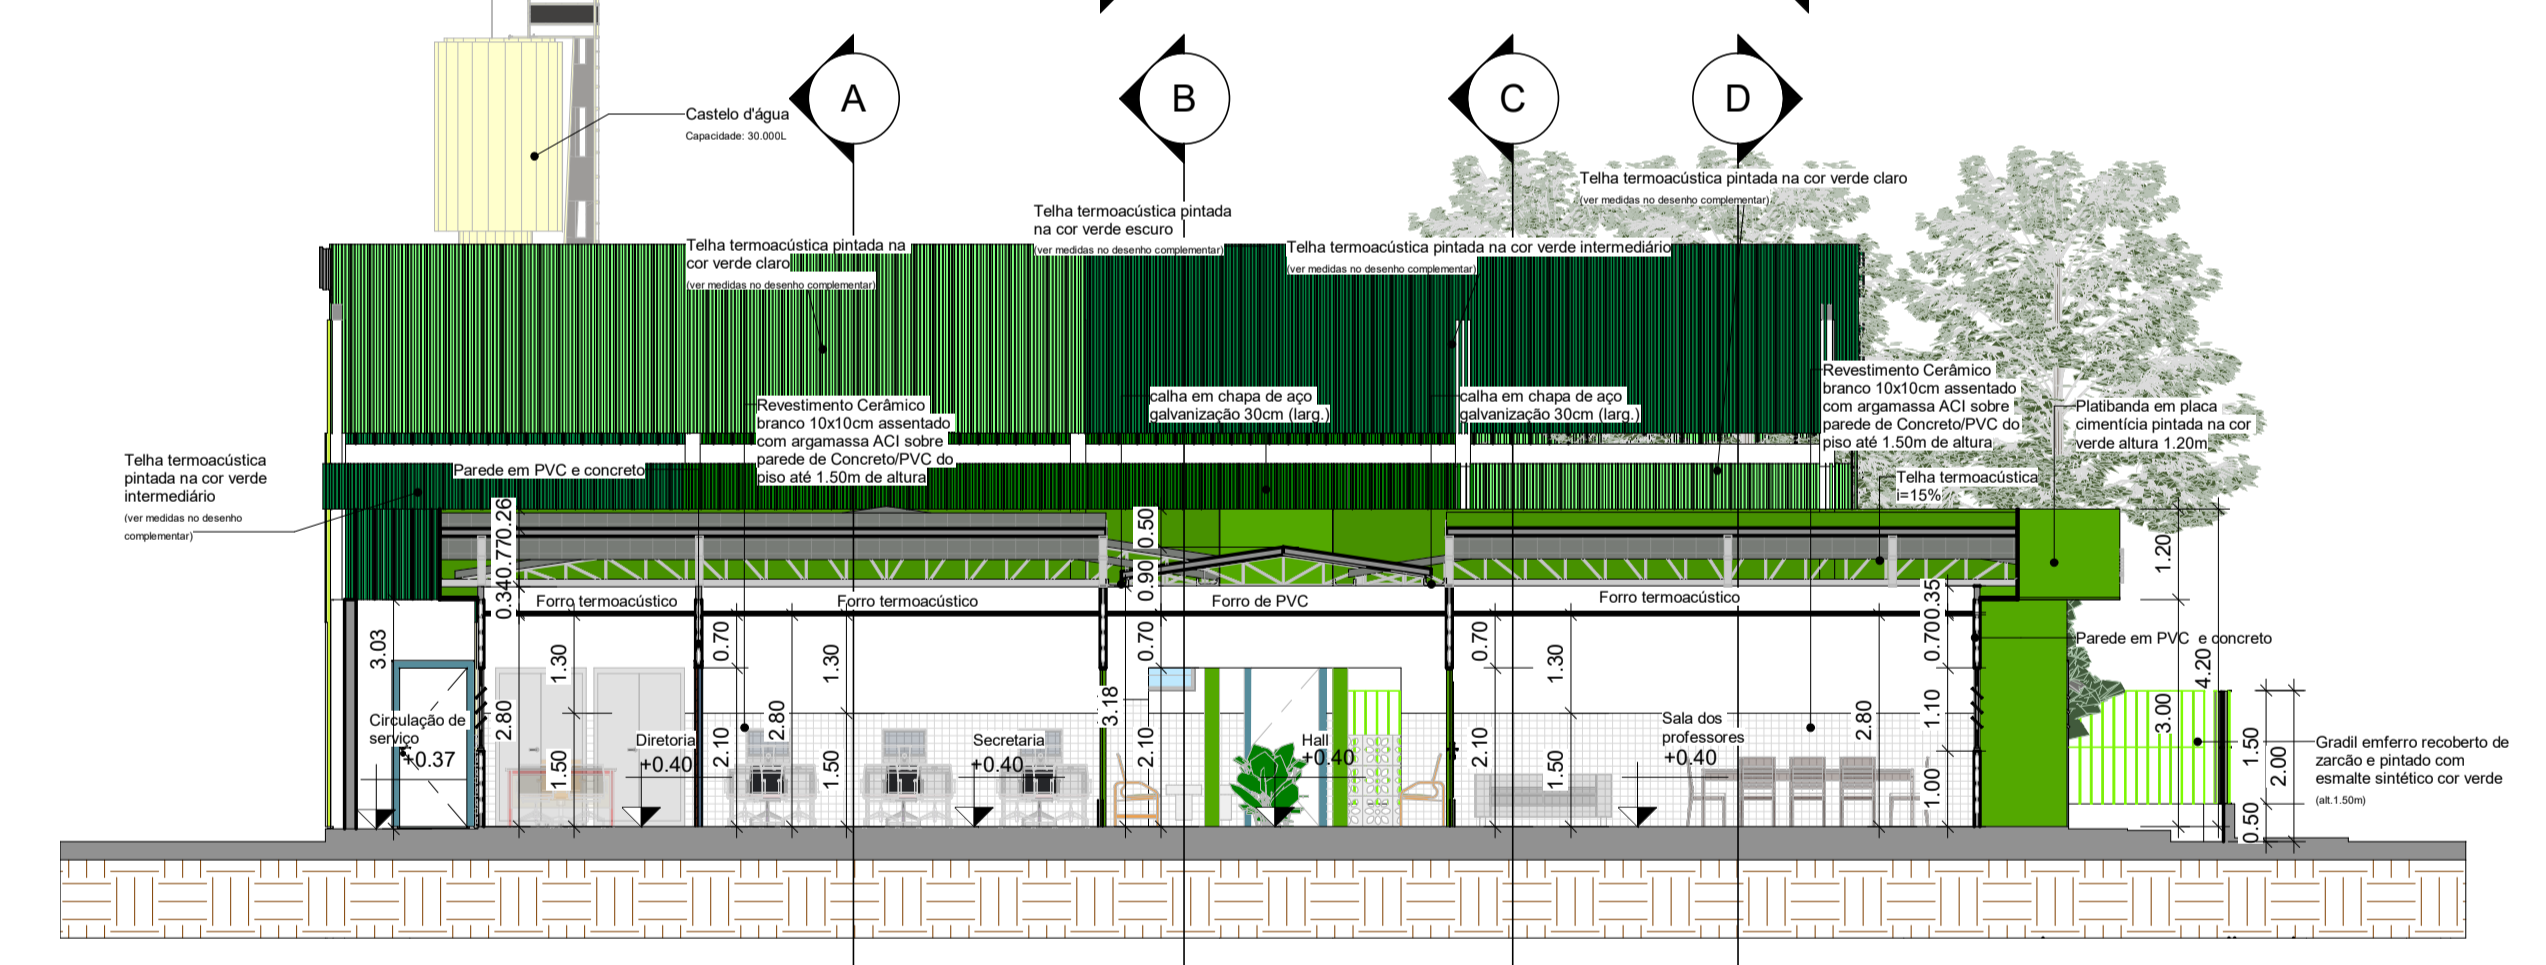 A
B
C
D
Castelo d'água
Capacidade: 30.000L
Telha termoacústica pintada na cor verde claro
(ver medidas no desenho complementar)
Telha termoacústica pintada
na cor verde escuro
(ver medidas no desenho complementar)
Telha termoacústica pintada na
cor verde claro
(ver medidas no desenho complementar)
Telha termoacústica pintada na cor verde intermediário
(ver medidas no desenho complementar)
Revestimento Cerâmico
branco 10x10cm assentado
com argamassa ACI sobre
parede de Concreto/PVC do
piso até 1.50m de altura
calha em chapa de aço
galvanização 30cm (larg.)
calha em chapa de aço
galvanização 30cm (larg.)
Revestimento Cerâmico
branco 10x10cm assentado
com argamassa ACI sobre
parede de Concreto/PVC do
piso até 1.50m de altura
Platibanda em placa
cimentícia pintada na cor
verde altura 1.20m
Telha termoacústica
pintada na cor verde
intermediário
(ver medidas no desenho
complementar)
Parede em PVC e concreto
Telha termoacústica
i=15%
0.26
0.77
0.34
0.50
0.90
1.20
0.35
Forro termoacústico
Forro termoacústico
Forro de PVC
Forro termoacústico
3.03
1.30
0.70
1.30
0.70
0.70
1.30
0.70
Parede em PVC e concreto
4.20
Circulação de
serviço
+0.37
2.80
1.50
Diretoria
+0.40
2.10
2.80
1.50
Secretaria
+0.40
3.18
2.10
Hall
+0.40
2.10
1.50
Sala dos
professores
+0.40
2.80
1.10
1.00
3.00
1.50
2.00
0.50
Gradil emferro recoberto de
zarcão e pintado com
esmalte sintético cor verde
(alt.1.50m)